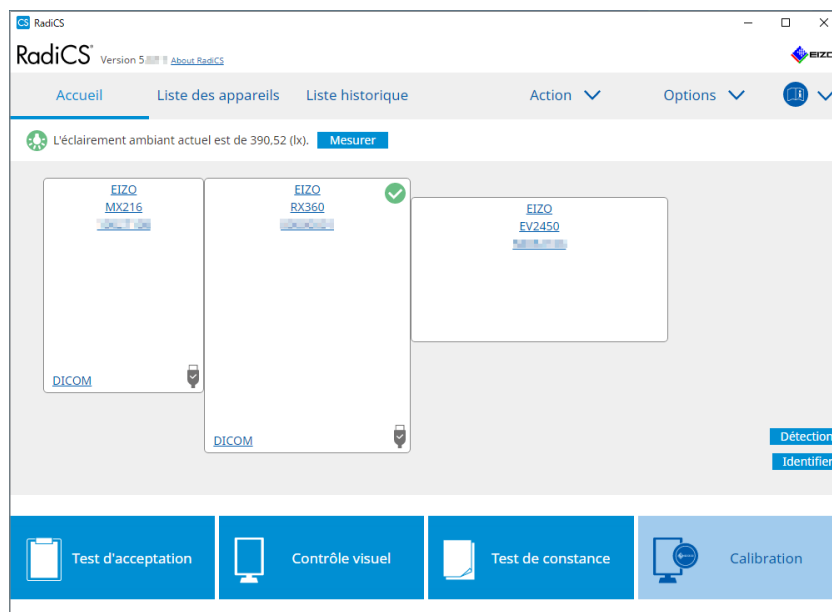 RadiCS
RadiCS
Version 5
About RadiCS
EIZO
Accueil
Liste des appareils
Liste historique
Action
Options
L'éclairement ambiant actuel est de 390,52 (lx).
Mesurer
EIZO
MX216
DICOM
EIZO
RX360
DICOM
EIZO
EV2450
Détection
Identifier
Test d'acceptation
Contrôle visuel
Test de constance
Calibration